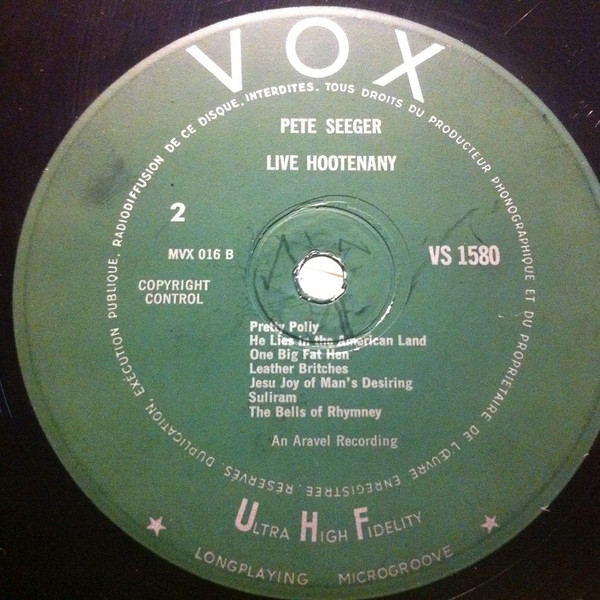 VOX
TOUS DROITS DU PRODUCTEUR PHONOGRAPHIQUE ET DU PROPRIETAIRE DE L'ŒUVRE ENREGISTREE RÉSERVÉS. DUPLICATION, EXÉCUTION PUBLIQUE, RADIODIFFUSION DE CE DISQUE, INTERDITES.
PETE SEEGER
LIVE HOOTENANY
2
MVX 016 B
VS 1580
COPYRIGHT
CONTROL
Pretty Polly
He Lies in the American Land
One Big Fat Hen
Leather Britches
Jesu Joy of Man's Desiring
Suliram
The Bells of Rhymney
An Aravel Recording
ULTRA HIGH FIDELITY
LONGPLAYING MICROGROOVE